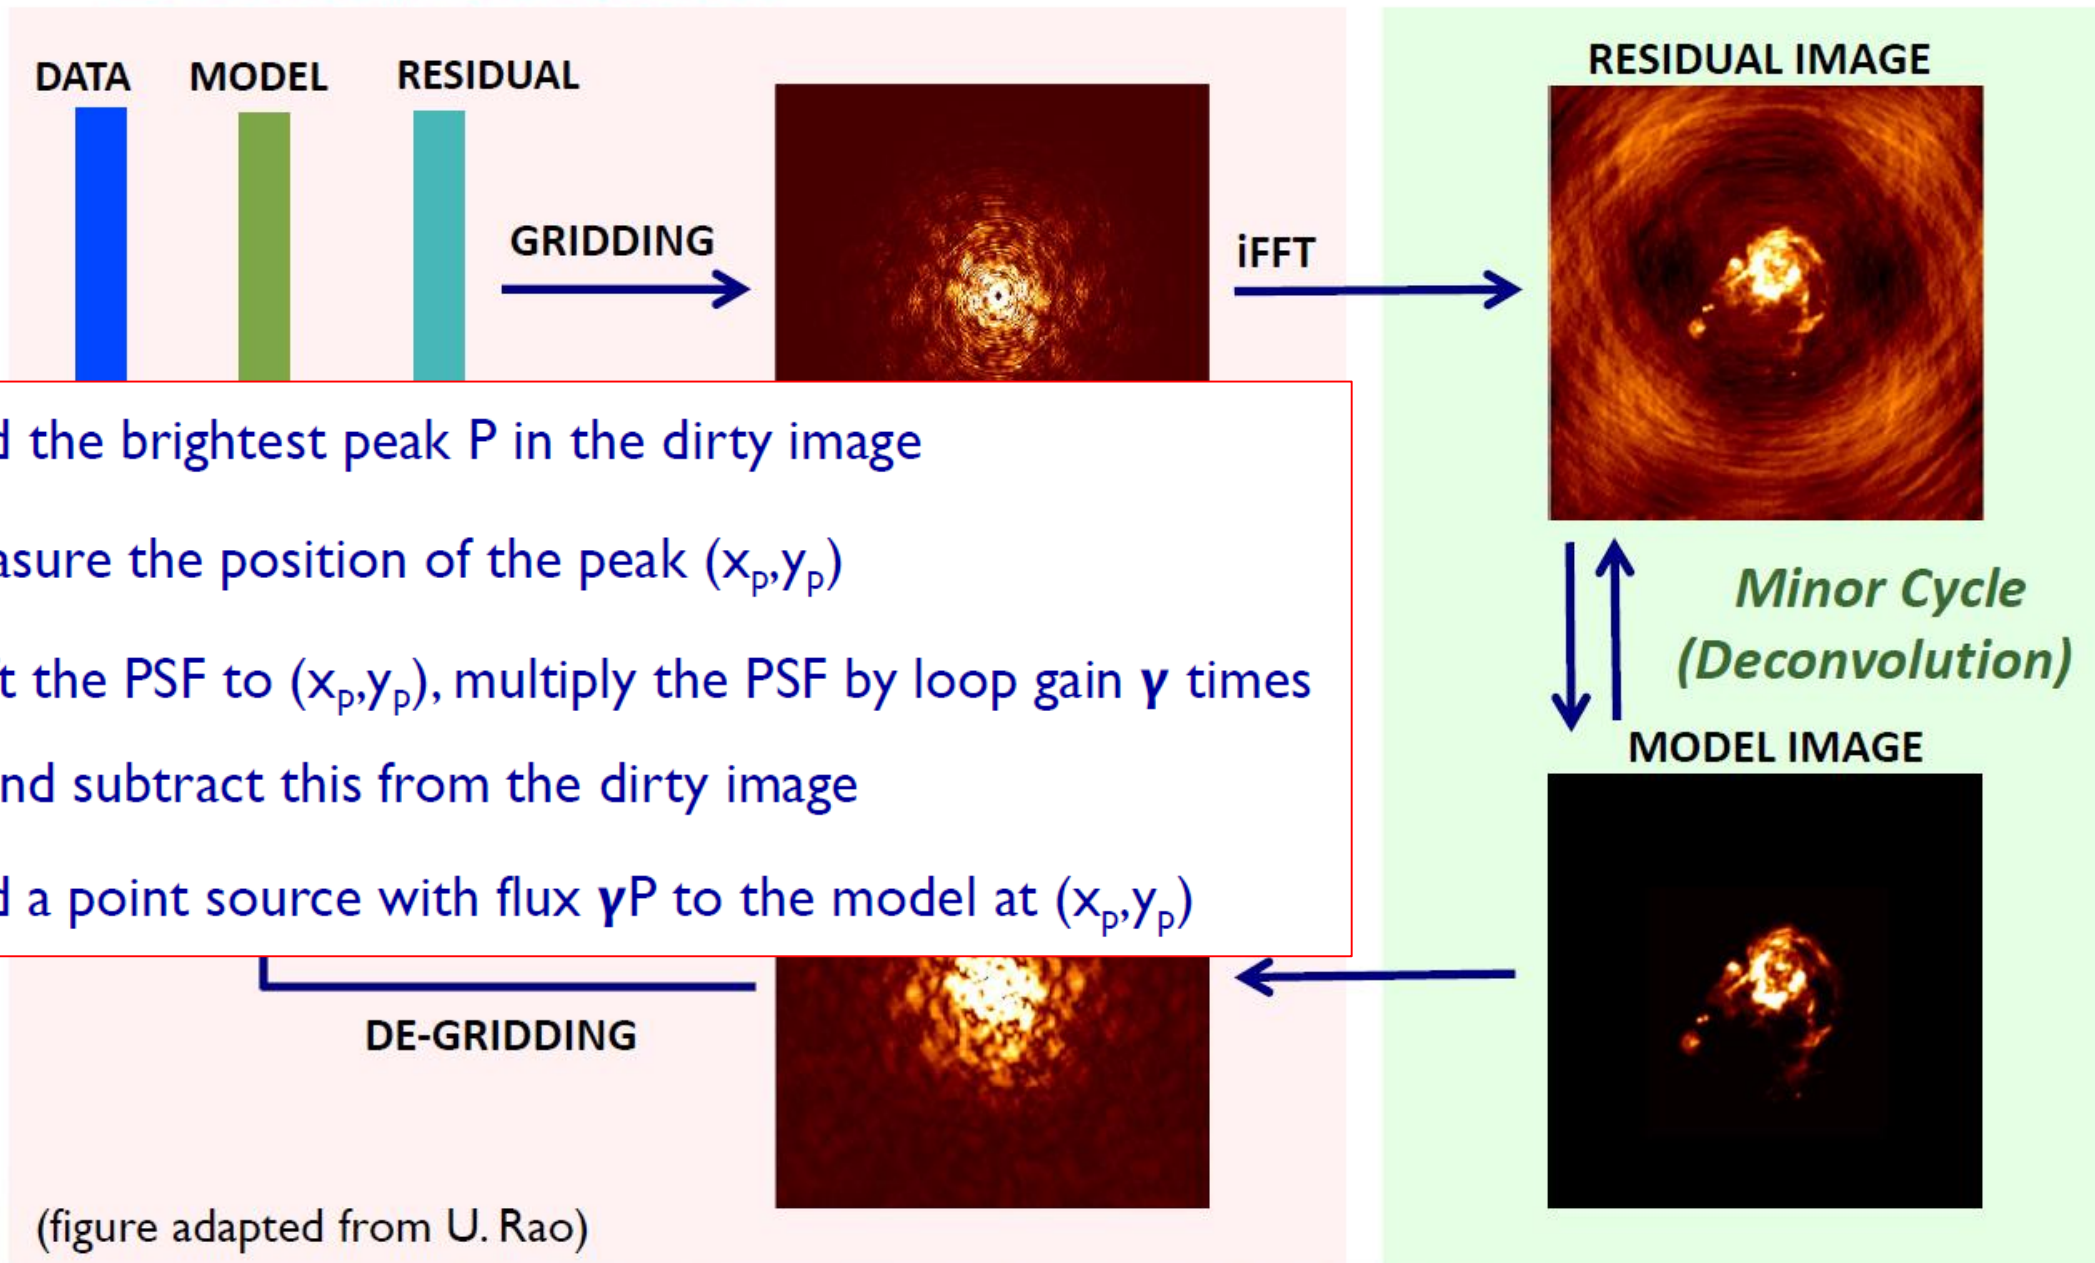 DATA MODEL RESIDUAL
GRIDDING
iFFT
RESIDUAL IMAGE
d the brightest peak P in the dirty image
asure the position of the peak (xp,yp)
t the PSF to (xp,yp), multiply the PSF by loop gain γ times
nd subtract this from the dirty image
d a point source with flux γP to the model at (xp,yp)
Minor Cycle
(Deconvolution)
MODEL IMAGE
DE-GRIDDING
(figure adapted from U. Rao)